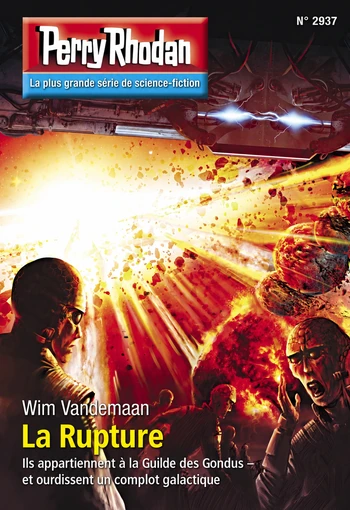 N° 2937
Perry Rhodan
La plus grande série de science-fiction
Wim Vandemaan
La Rupture
Ils appartiennent à la Guilde des Gondus –
et ourdissent un complot galactique